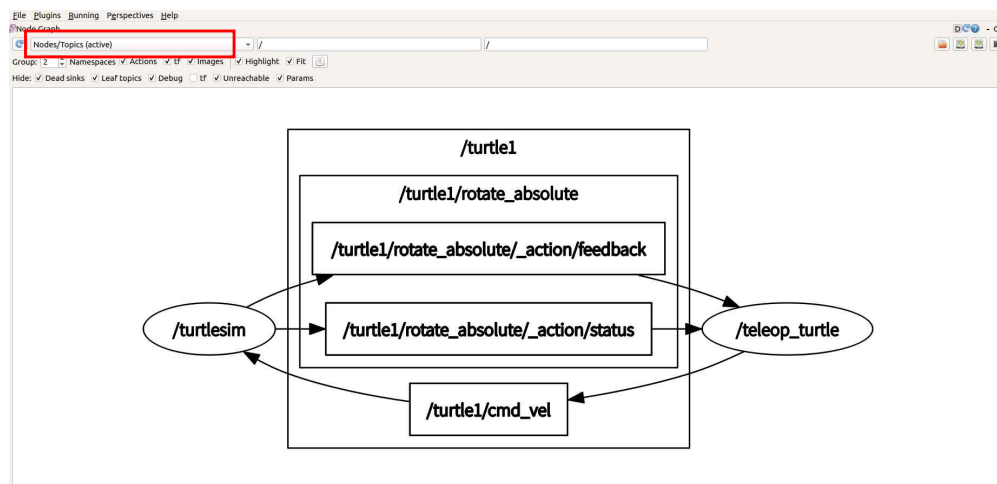 File Plugins Running Perspectives Help
Node Graph D - 
Nodes/Topics (active) / /
Group: 2 Namespaces Actions tf Images Highlight Fit
Hide: Dead sinks Leaf topics Debug tf Unreachable Params
/turtle1
/turtle1/rotate_absolute
/turtle1/rotate_absolute/_action/feedback
/turtlesim
/turtle1/rotate_absolute/_action/status
/teleop_turtle
/turtle1/cmd_vel